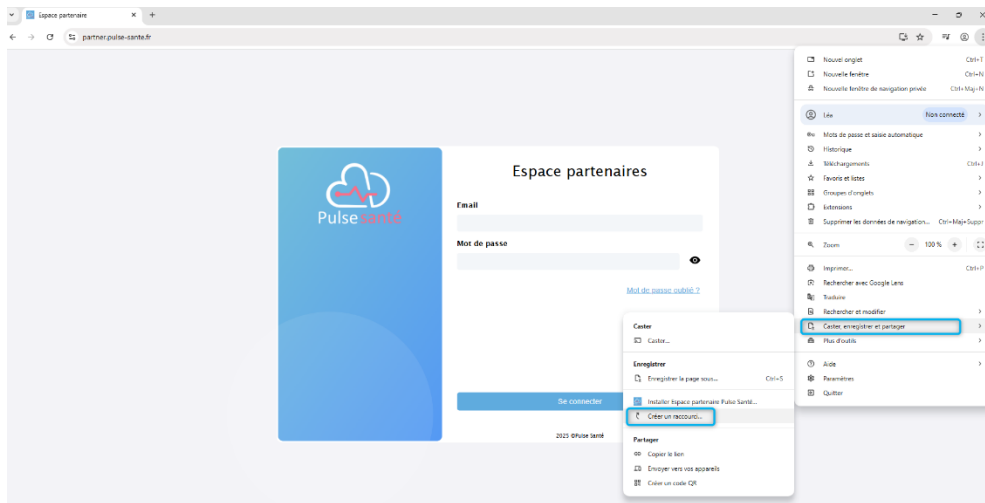 Espace partenaire
partner.pulse-sante.fr
Pulse santé
Espace partenaires
Email
Mot de passe
Mot de passe oublié ?
Se connecter
2025 ©Pulse Santé
Nouvel onglet Ctrl+T
Nouvelle fenêtre Ctrl+N
Nouvelle fenêtre de navigation privée Ctrl+Maj+N
Léa Non connecté
Mots de passe et saisie automatique
Historique
Téléchargements Ctrl+J
Favoris et listes
Groupes d'onglets
Extensions
Supprimer les données de navigation... Ctrl+Maj+Suppr
Zoom - 100 % +
Imprimer... Ctrl+P
Rechercher avec Google Lens
Traduire
Rechercher et modifier
Caster, enregistrer et partager
Plus d'outils
Aide
Paramètres
Quitter
Caster
Caster...
Enregistrer
Enregistrer la page sous... Ctrl+S
Installer Espace partenaire Pulse Santé...
Créer un raccourci...
Partager
Copier le lien
Envoyer vers vos appareils
Créer un code QR